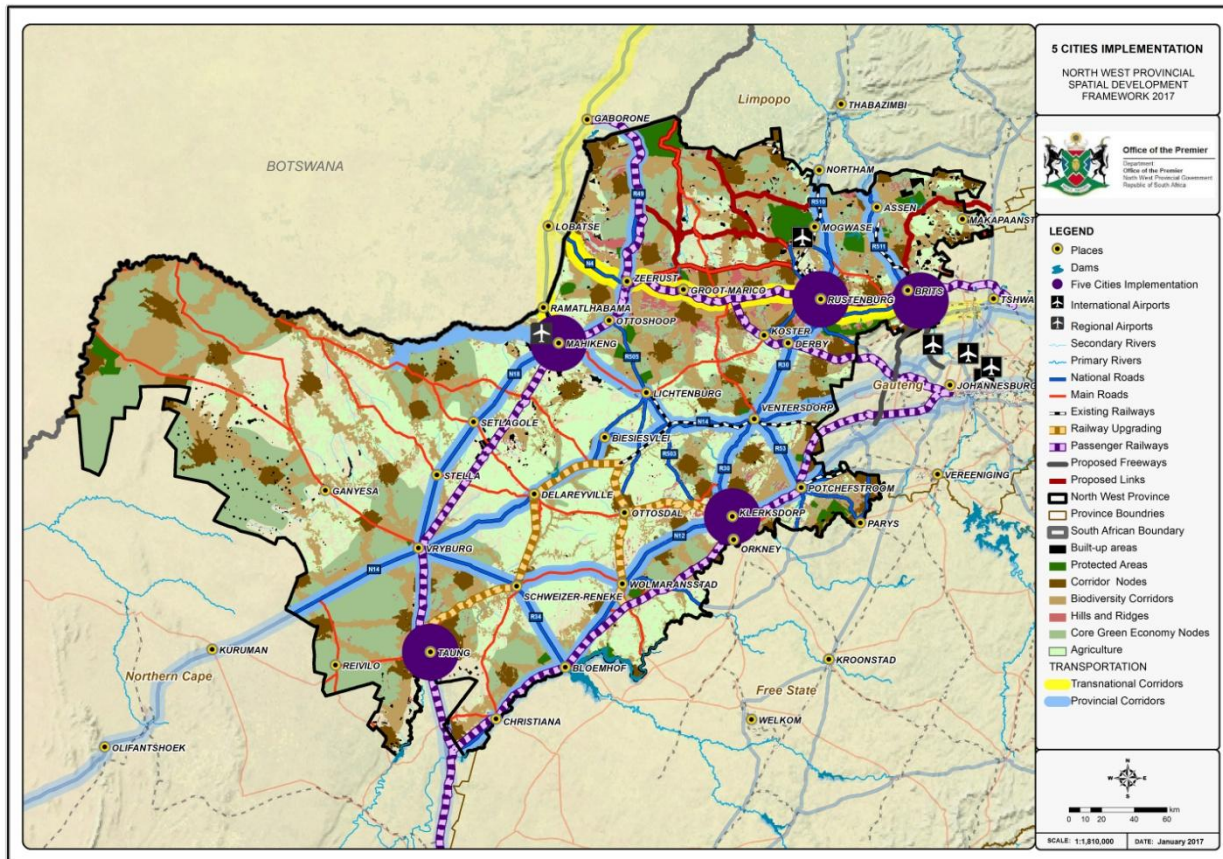 5 CITIES IMPLEMENTATION
NORTH WEST PROVINCIAL
SPATIAL DEVELOPMENT
FRAMEWORK 2017
Office of the Premier
Department:
Office of the Premier
North West Provincial Government
Republic of South Africa
LEGEND
Places
Dams
Five Cities Implementation
International Airports
Regional Airports
Secondary Rivers
Primary Rivers
National Roads
Main Roads
Existing Railways
Railway Upgrading
Passenger Railways
Proposed Freeways
Proposed Links
North West Province
Province Boundaries
South African Boundary
Built-up areas
Protected Areas
Corridor Nodes
Biodiversity Corridors
Hills and Ridges
Core Green Economy Nodes
Agriculture
TRANSPORTATION
Transnational Corridors
Provincial Corridors
N
W E
S
km
0 10 20 40 60
SCALE: 1:1,810,000 DATE: January 2017
Limpopo
THABAZIMBI
GABORONE
BOTSWANA
NORTHAM
R49
R510
ASSEN
MAKAPAANST
LOBATSE
MOGWASE
R511
N4
ZEERUST
GROOT-MARICO
BRITS
RUSTENBURG
TSHWA
RAMATLHABAMA
OTTOSHOOP
MAHIKENG
KOSTER
DERBY
R505
R30
N18
Gauteng
JOHANNESBURG
LICHTENBURG
VENTERSDORP
SETLAGOLE
N14
BIESIESVLEI
R503
R53
STELLA
R30
VEREENIGING
GANYESA
DELAREYVILLE
POTCHEFSTROOM
OTTOSDAL
KLERKSDORP
PARYS
N12
ORKNEY
VRYBURG
N14
SCHWEIZER-RENEKE
WOLMARANSSTAD
R34
KURUMAN
TAUNG
REIVILO
BLOEMHOF
KROONSTAD
Northern Cape
Free State
CHRISTIANA
WELKOM
OLIFANTSHOEK